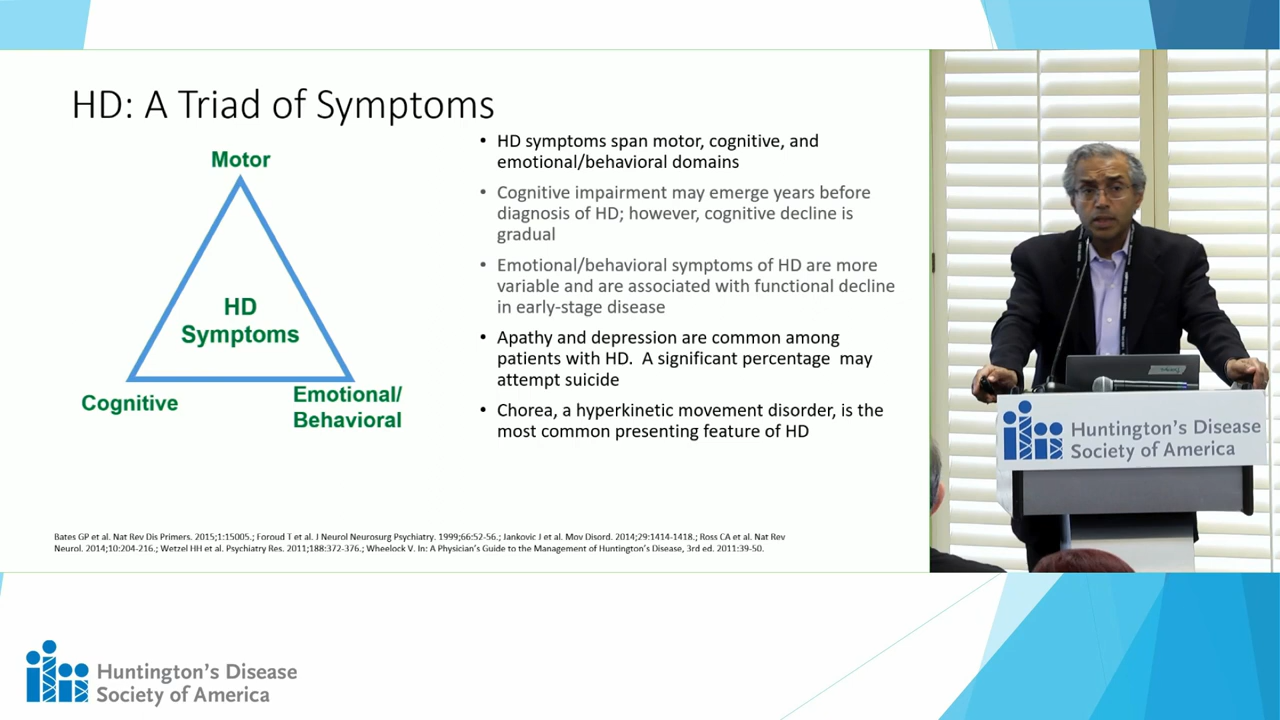 HD: A Triad of Symptoms
Motor
HD
Symptoms
Cognitive
Emotional/
Behavioral
• HD symptoms span motor, cognitive, and
emotional/behavioral domains
• Cognitive impairment may emerge years before
diagnosis of HD; however, cognitive decline is
gradual
• Emotional/behavioral symptoms of HD are more
variable and are associated with functional decline
in early-stage disease
• Apathy and depression are common among
patients with HD. A significant percentage may
attempt suicide
• Chorea, a hyperkinetic movement disorder, is the
most common presenting feature of HD
Bates GP et al. Nat Rev Dis Primers. 2015;1:15005.; Foroud T et al. J Neurol Neurosurg Psychiatry. 1999;66:52-56.; Jankovic J et al. Mov Disord. 2014;29:1414-1418.; Ross CA et al. Nat Rev
Neurol. 2014;10:204-216.; Wetzel HH et al. Psychiatry Res. 2011;188:372-376.; Wheelock V. In: A Physician's Guide to the Management of Huntington's Disease, 3rd ed. 2011:39-50.
Huntington's Disease
Society of America
Huntington's Disease
Society of America